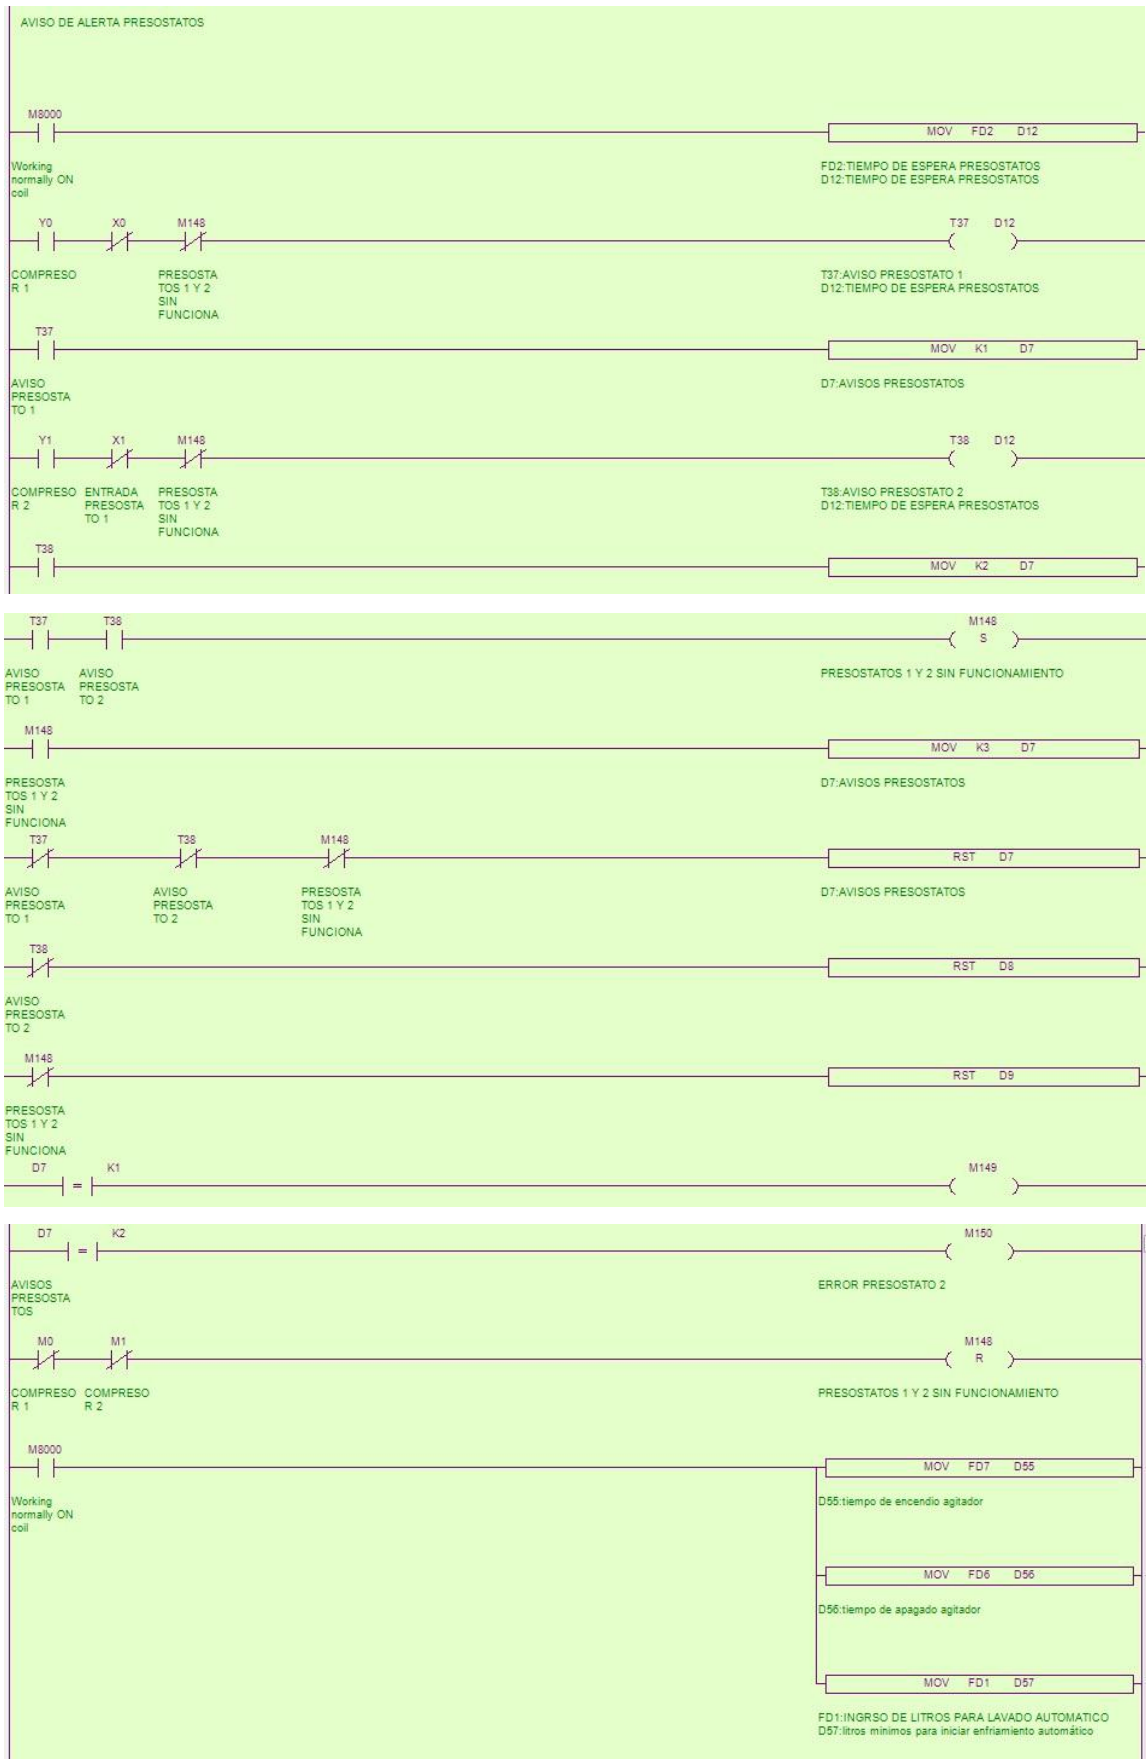 AVISO DE ALERTA PRESOSTATOS
M8000
MOV FD2 D12
Working
normally ON
coil
FD2:TIEMPO DE ESPERA PRESOSTATOS
D12:TIEMPO DE ESPERA PRESOSTATOS
Y0 X0 M148 T37 D12
COMPRESO
R 1
PRESOSTA
TOS 1 Y 2
SIN
FUNCIONA
T37:AVISO PRESOSTATO 1
D12:TIEMPO DE ESPERA PRESOSTATOS
T37
MOV K1 D7
AVISO
PRESOSTA
TO 1
D7:AVISOS PRESOSTATOS
Y1 X1 M148 T38 D12
COMPRESO
R 2
ENTRADA
PRESOSTA
TO 1
PRESOSTA
TOS 1 Y 2
SIN
FUNCIONA
T38:AVISO PRESOSTATO 2
D12:TIEMPO DE ESPERA PRESOSTATOS
T38
MOV K2 D7
T37 T38 M148
S
AVISO
PRESOSTA
TO 1
AVISO
PRESOSTA
TO 2
PRESOSTATOS 1 Y 2 SIN FUNCIONAMIENTO
M148
MOV K3 D7
PRESOSTA
TOS 1 Y 2
SIN
FUNCIONA
D7:AVISOS PRESOSTATOS
T37 T38 M148
RST D7
AVISO
PRESOSTA
TO 1
AVISO
PRESOSTA
TO 2
PRESOSTA
TOS 1 Y 2
SIN
FUNCIONA
D7:AVISOS PRESOSTATOS
T38
RST D8
AVISO
PRESOSTA
TO 2
M148
RST D9
PRESOSTA
TOS 1 Y 2
SIN
FUNCIONA
D7 = K1 M149
D7 = K2 M150
AVISOS
PRESOSTA
TOS
ERROR PRESOSTATO 2
M0 M1 M148
R
COMPRESO
R 1
COMPRESO
R 2
PRESOSTATOS 1 Y 2 SIN FUNCIONAMIENTO
M8000
MOV FD7 D55
Working
normally ON
coil
D55:tiempo de encendio agitador
MOV FD6 D56
D56:tiempo de apagado agitador
MOV FD1 D57
FD1:INGRSO DE LITROS PARA LAVADO AUTOMATICO
D57:litros minimos para iniciar enfriamiento automático